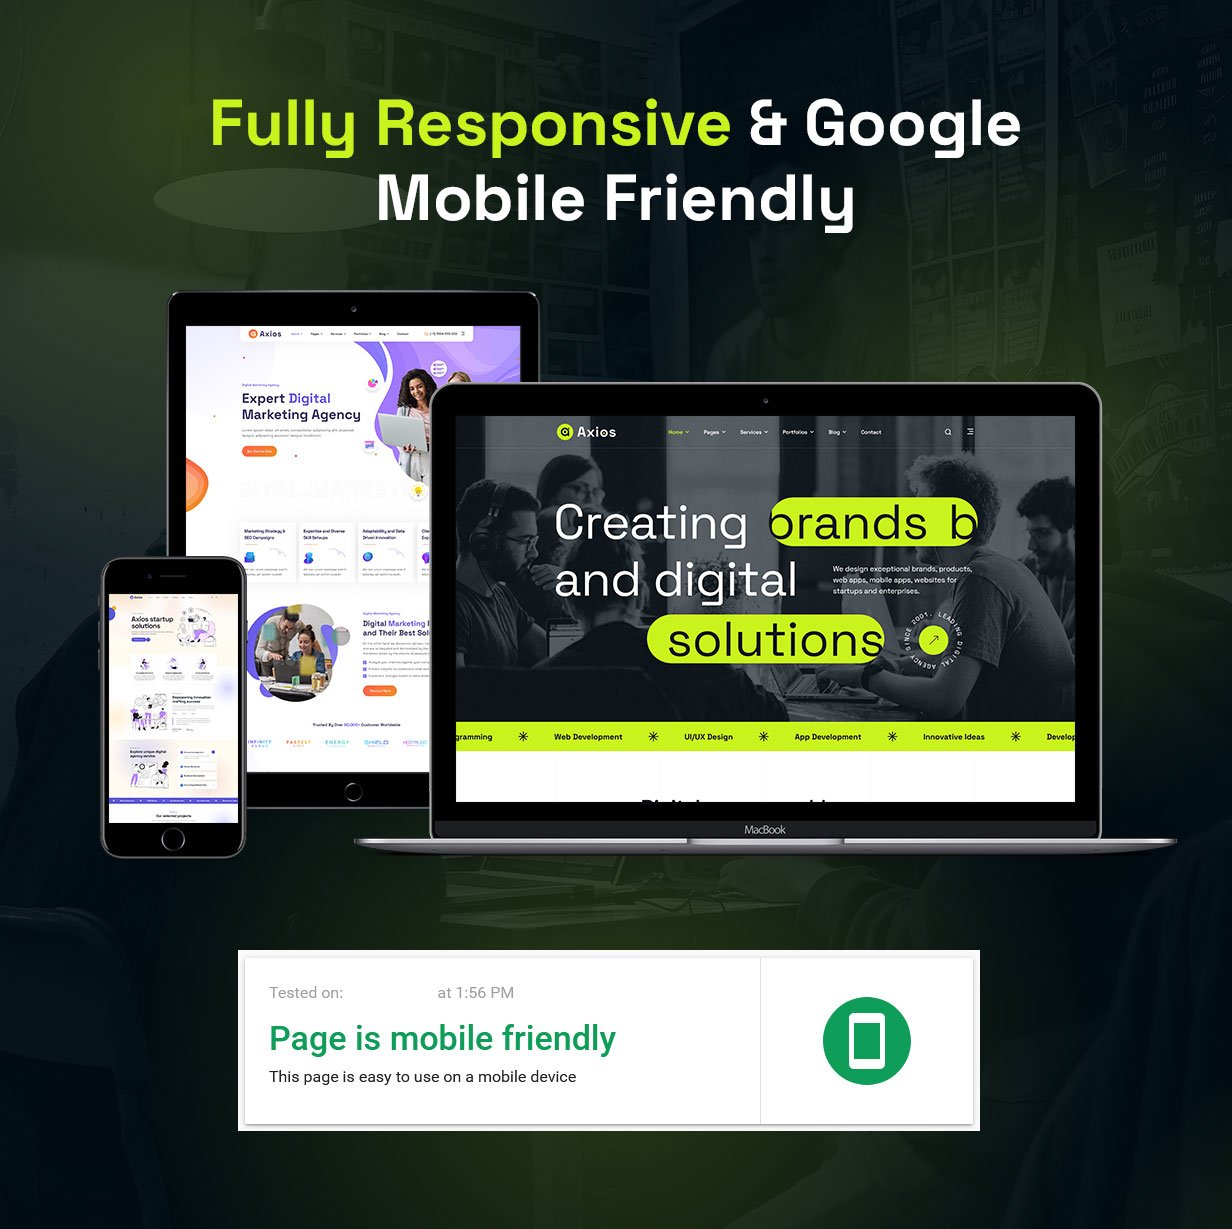 Fully Responsive & Google
Mobile Friendly
Axios
Home Pages Services Portfolios Blog Contact
Digital Marketing Agency
Expert Digital
Marketing Agency
Get Started Now
Marketing Strategy &
SEO Campaigns
Expertise and Diverse
Skill Setups
Adaptability and Data
Driven Innovation
Digital Marketing Agency
Digital Marketing
and Their Best Sol
Discover More
Trusted By Over 50,000+ Customer Worldwide
INFINITY
CLOUD
FASTEST
ENERGY
SHIELD
Axios
Home Pages Services Portfolios Blog Contact
Creating brands b
and digital
We design exceptional brands, products,
web apps, mobile apps, websites for
startups and enterprises.
solutions
SINCE 2001. LEADING DIGITAL AGENCY
gramming Web Development UI/UX Design App Development Innovative Ideas Develop
MacBook
Axios
Axios startup
solutions
Empowering innovation
crafting success
Explore unique digital
agency service
Our selected projects
Tested on: at 1:56 PM
Page is mobile friendly
This page is easy to use on a mobile device